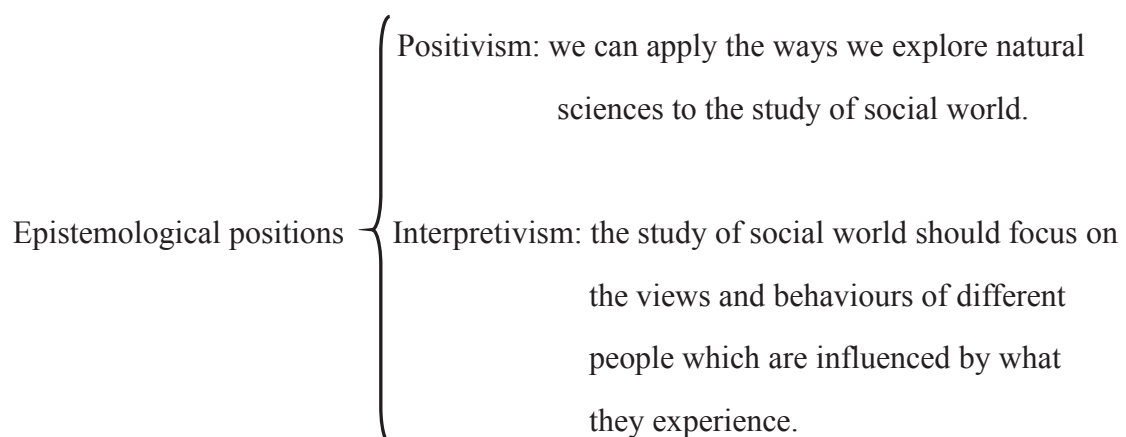 Positivism: we can apply the ways we explore natural
sciences to the study of social world.
Epistemological positions
Interpretivism: the study of social world should focus on
the views and behaviours of different
people which are influenced by what
they experience.